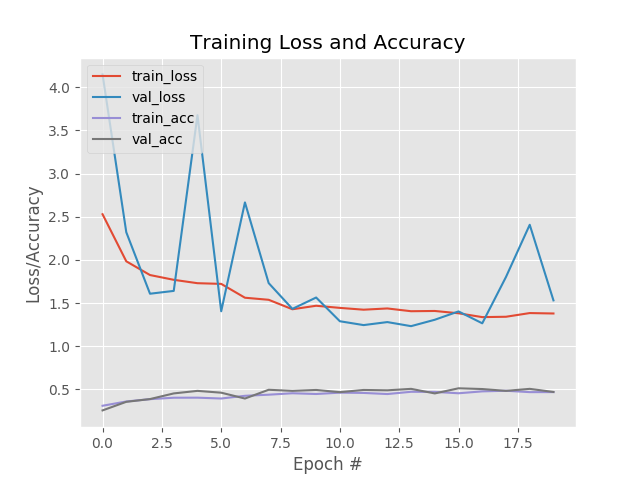 Training Loss and Accuracy
train_loss
val_loss
train_acc
val_acc
Loss/Accuracy
4.0
3.5
3.0
2.5
2.0
1.5
1.0
0.5
0.0 2.5 5.0 7.5 10.0 12.5 15.0 17.5
Epoch #